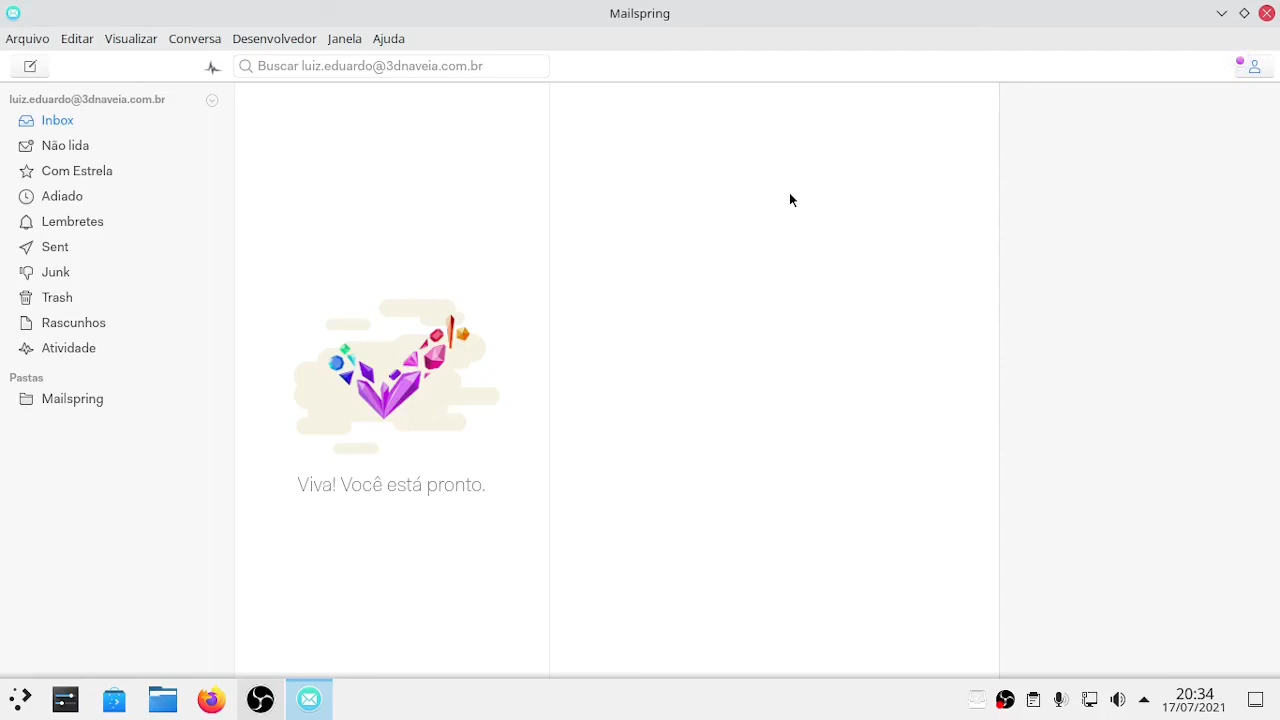 Mailspring
Arquivo Editar Visualizar Conversa Desenvolvedor Janela Ajuda
Buscar luiz.eduardo@3dnaveia.com.br
luiz.eduardo@3dnaveia.com.br
Inbox
Não lida
Com Estrela
Adiado
Lembretes
Sent
Junk
Trash
Rascunhos
Atividade
Pastas
Mailspring
Viva! Você está pronto.
20:34
17/07/2021